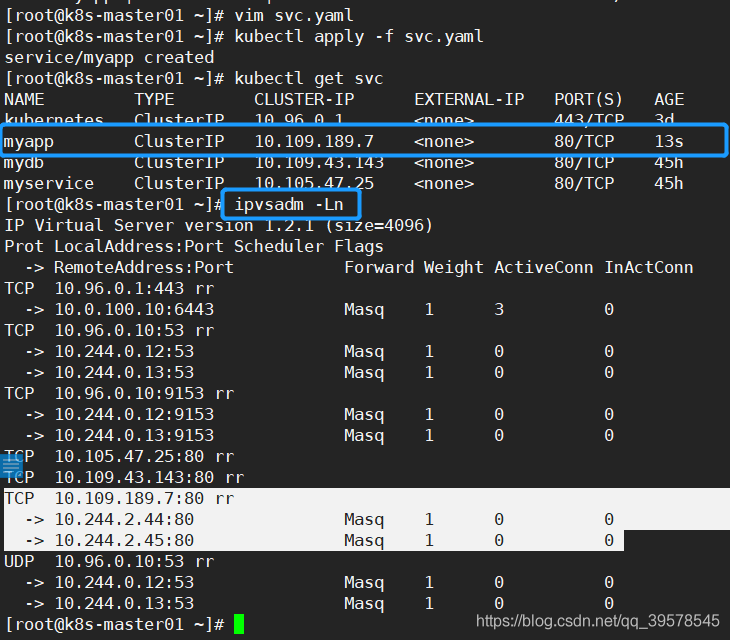 [root@k8s-master01 ~]# vim svc.yaml
[root@k8s-master01 ~]# kubectl apply -f svc.yaml
service/myapp created
[root@k8s-master01 ~]# kubectl get svc
NAME         TYPE        CLUSTER-IP      EXTERNAL-IP   PORT(S)   AGE
kubernetes   ClusterIP   10.96.0.1       <none>        443/TCP   3d
myapp        ClusterIP   10.109.189.7    <none>        80/TCP    13s
mydb         ClusterIP   10.109.43.143   <none>        80/TCP    45h
myservice    ClusterIP   10.105.47.25    <none>        80/TCP    45h
[root@k8s-master01 ~]# ipvsadm -Ln
IP Virtual Server version 1.2.1 (size=4096)
Prot LocalAddress:Port Scheduler Flags
  -> RemoteAddress:Port           Forward Weight ActiveConn InActConn
TCP  10.96.0.1:443 rr
  -> 10.0.100.10:6443             Masq    1      3          0
TCP  10.96.0.10:53 rr
  -> 10.244.0.12:53               Masq    1      0          0
  -> 10.244.0.13:53               Masq    1      0          0
TCP  10.96.0.10:9153 rr
  -> 10.244.0.12:9153             Masq    1      0          0
  -> 10.244.0.13:9153             Masq    1      0          0
TCP  10.105.47.25:80 rr
TCP  10.109.43.143:80 rr
TCP  10.109.189.7:80 rr
  -> 10.244.2.44:80               Masq    1      0          0
  -> 10.244.2.45:80               Masq    1      0          0
UDP  10.96.0.10:53 rr
  -> 10.244.0.12:53               Masq    1      0          0
  -> 10.244.0.13:53               Masq    1      0          0
[root@k8s-master01 ~]#
https://blog.csdn.net/qq_39578545